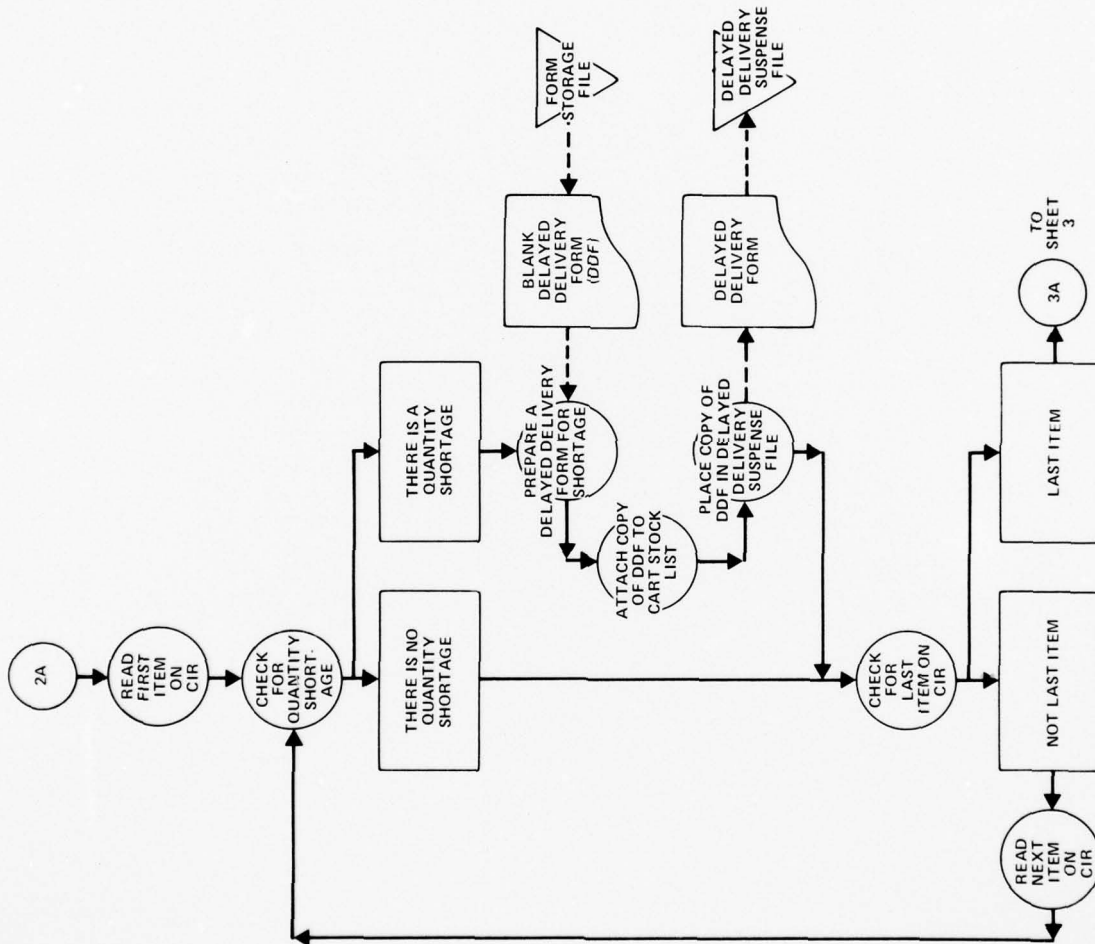 2A
READ
FIRST
ITEM
ON
CIR
CHECK
FOR
QUANTITY
SHORT-
AGE
THERE IS A
QUANTITY
SHORTAGE
THERE IS NO
QUANTITY
SHORTAGE
PREPARE A
DELAYED DELIVERY
FORM FOR
SHORTAGE
BLANK
DELAYED
DELIVERY
FORM
(DDF)
FORM
STORAGE
FILE
ATTACH COPY
OF DDF TO
CART STOCK
LIST
PLACE COPY OF
DDF IN DELAYED
DELIVERY
SUSPENSE
FILE
DELAYED
DELIVERY
FORM
DELAYED
DELIVERY
SUSPENSE
FILE
CHECK
FOR
LAST
ITEM ON
CIR
LAST ITEM
3A
TO
SHEET
3
NOT LAST ITEM
READ
NEXT
ITEM
ON
CIR